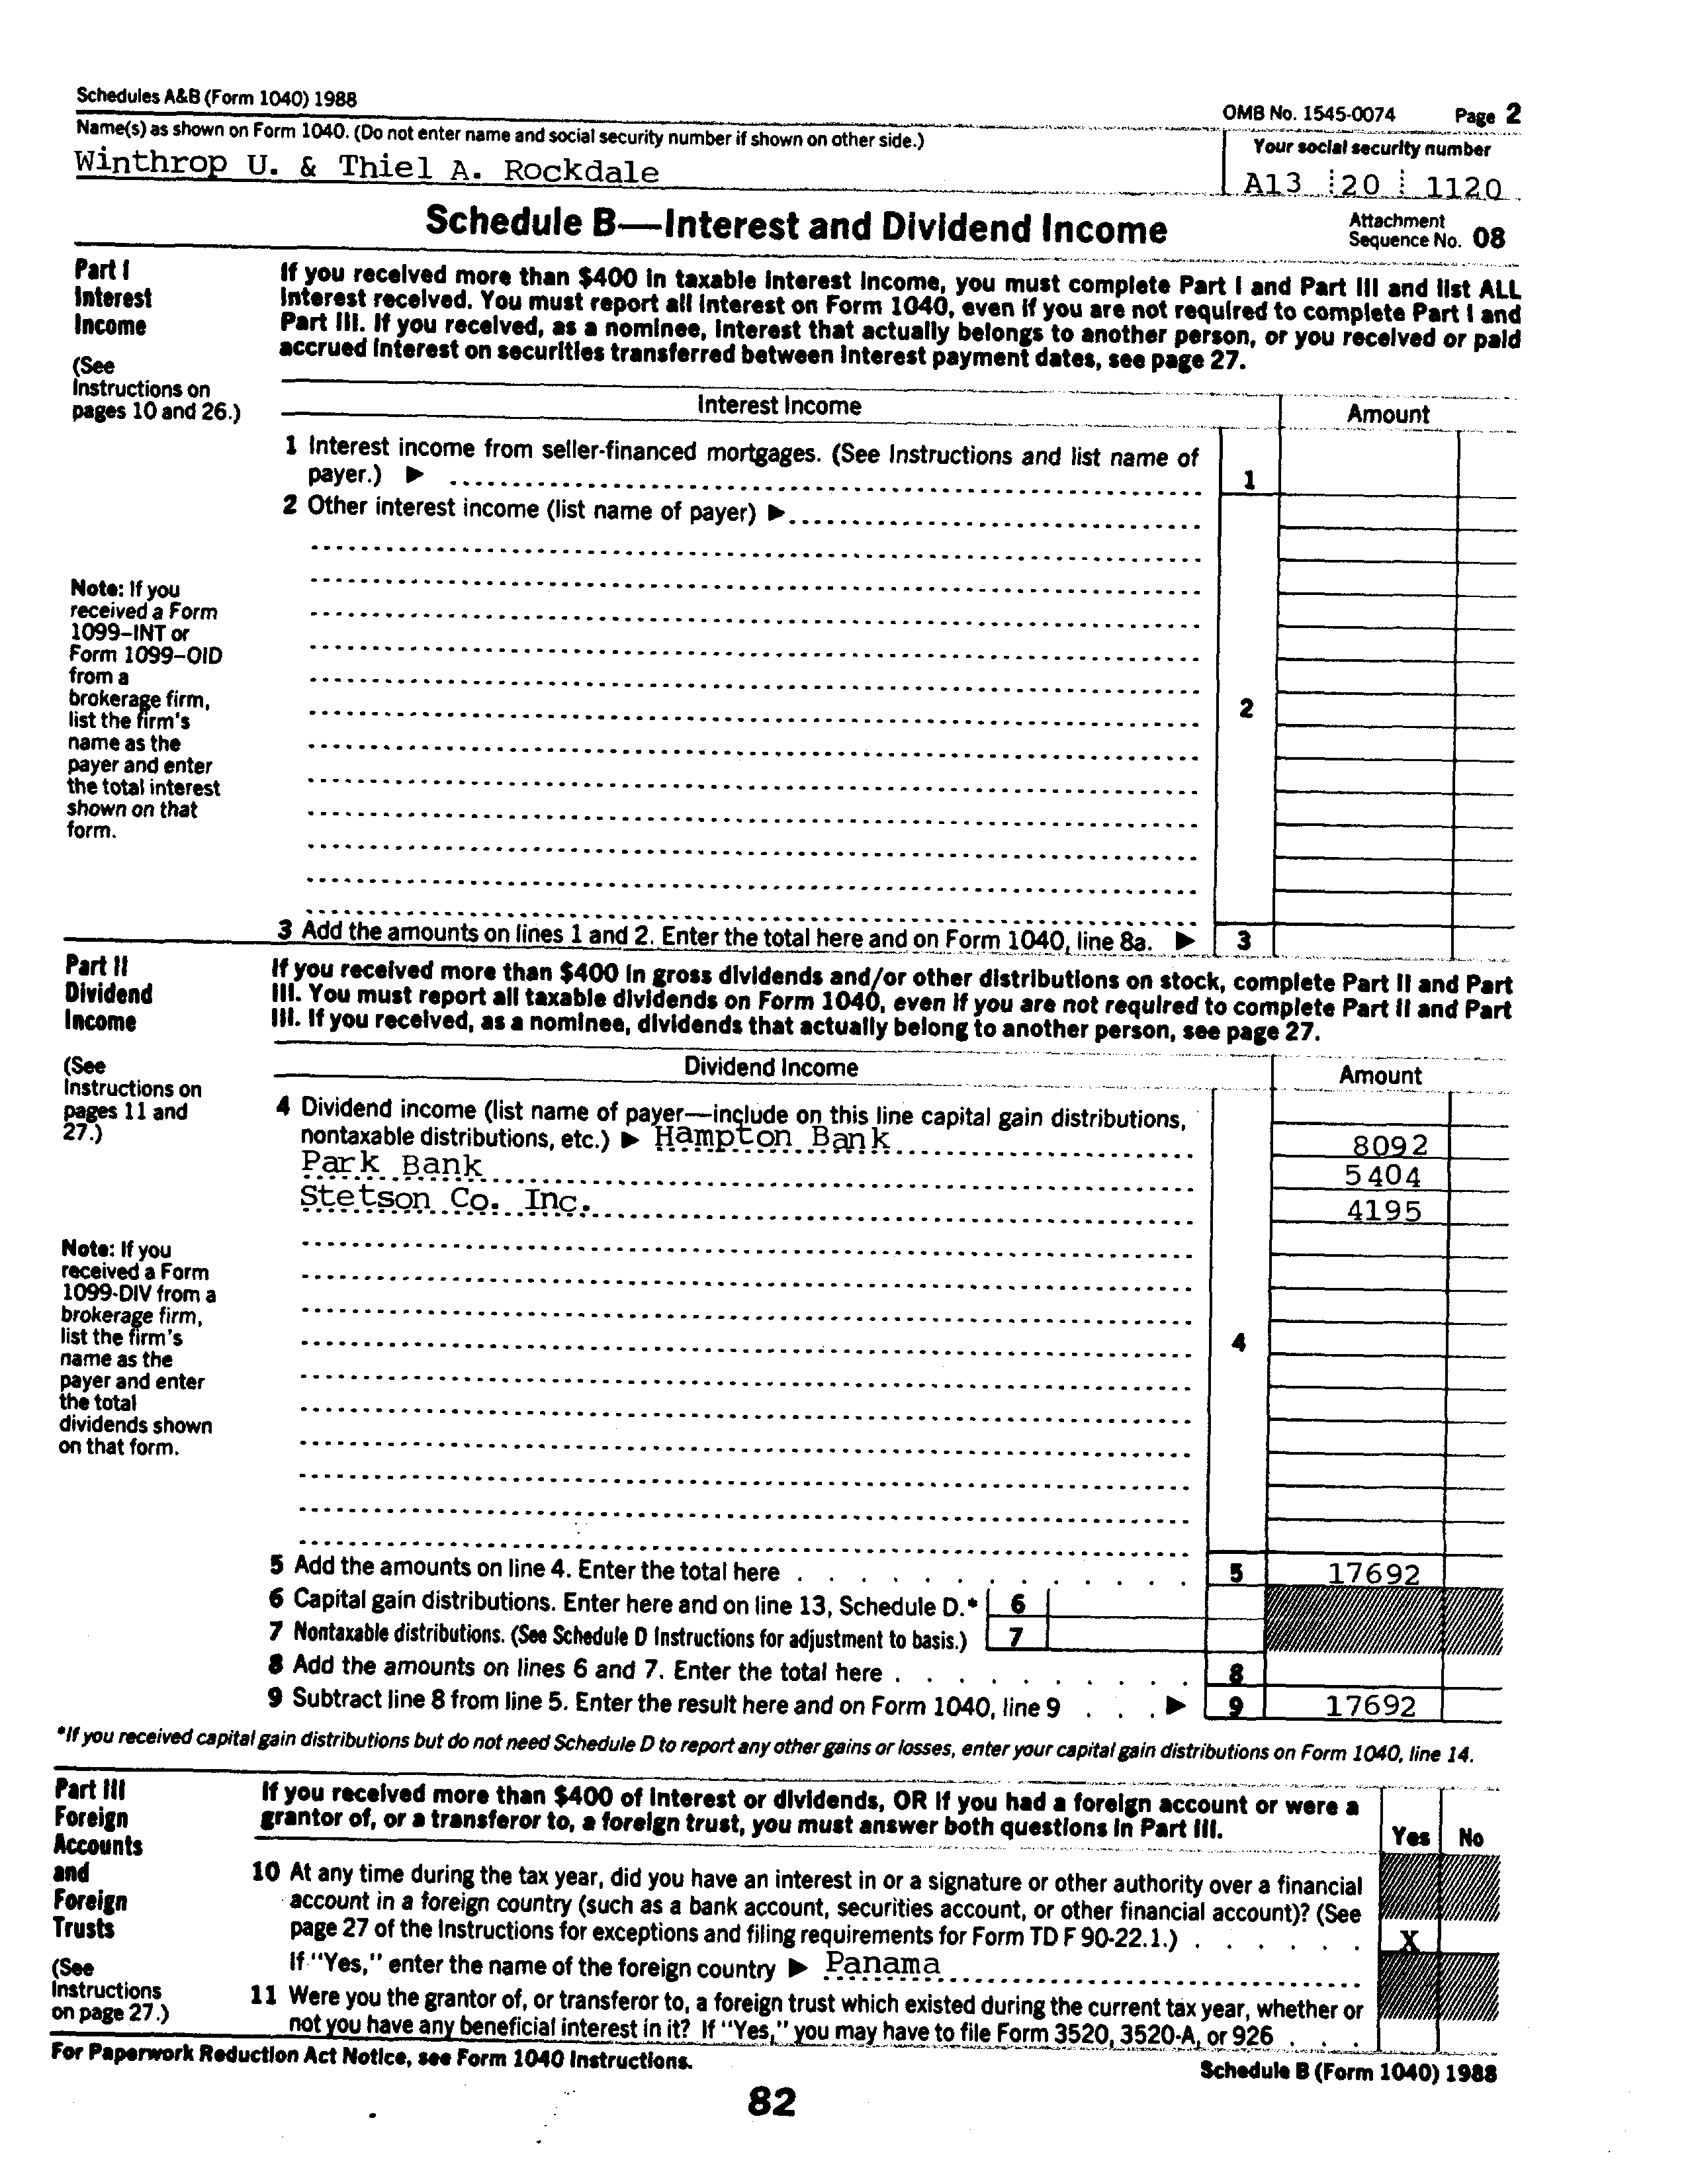 Schedules A&B (Form 1040) 1988
OMB No. 1545-0074 Page 2
Name(s) as shown on Form 1040. (Do not enter name and social security number if shown on other side.)
Your social security number
Winthrop U. & Thiel A. Rockdale
A13 20 1120
Schedule B—Interest and Dividend Income
Attachment
Sequence No. 08
Part I
Interest
Income
(See
Instructions on
pages 10 and 26.)
If you received more than $400 in taxable interest income, you must complete Part I and Part III and list ALL
interest received. You must report all interest on Form 1040, even if you are not required to complete Part I and
Part III. If you received, as a nominee, interest that actually belongs to another person, or you received or paid
accrued interest on securities transferred between interest payment dates, see page 27.
Interest Income
Amount
1 Interest income from seller-financed mortgages. (See Instructions and list name of
payer.) ▶
1
2 Other interest income (list name of payer) ▶
Note: If you
received a Form
1099–INT or
Form 1099–OID
from a
brokerage firm,
list the firm's
name as the
payer and enter
the total interest
shown on that
form.
2
3 Add the amounts on lines 1 and 2. Enter the total here and on Form 1040, line 8a. ▶ 3
Part II
Dividend
Income
(See
Instructions on
pages 11 and
27.)
If you received more than $400 in gross dividends and/or other distributions on stock, complete Part II and Part
III. You must report all taxable dividends on Form 1040, even if you are not required to complete Part II and Part
III. If you received, as a nominee, dividends that actually belong to another person, see page 27.
Dividend Income
Amount
4 Dividend income (list name of payer—include on this line capital gain distributions,
nontaxable distributions, etc.) ▶ Hampton Bank 8092
Park Bank 5404
Stetson Co. Inc. 4195
Note: If you
received a Form
1099-DIV from a
brokerage firm,
list the firm's
name as the
payer and enter
the total
dividends shown
on that form.
4
5 Add the amounts on line 4. Enter the total here . . . . . . . . . . 5 17692
6 Capital gain distributions. Enter here and on line 13, Schedule D.* 6
7 Nontaxable distributions. (See Schedule D Instructions for adjustment to basis.) 7
8 Add the amounts on lines 6 and 7. Enter the total here . . . . . . . . 8
9 Subtract line 8 from line 5. Enter the result here and on Form 1040, line 9 . . . ▶ 9 17692
*If you received capital gain distributions but do not need Schedule D to report any other gains or losses, enter your capital gain distributions on Form 1040, line 14.
Part III
Foreign
Accounts
and
Foreign
Trusts
(See
Instructions
on page 27.)
If you received more than $400 of interest or dividends, OR if you had a foreign account or were a
grantor of, or a transferor to, a foreign trust, you must answer both questions in Part III.
Yes No
10 At any time during the tax year, did you have an interest in or a signature or other authority over a financial
account in a foreign country (such as a bank account, securities account, or other financial account)? (See
page 27 of the Instructions for exceptions and filing requirements for Form TD F 90-22.1.) . . . . . . X
If "Yes," enter the name of the foreign country ▶ Panama
11 Were you the grantor of, or transferor to, a foreign trust which existed during the current tax year, whether or
not you have any beneficial interest in it? If "Yes," you may have to file Form 3520, 3520-A, or 926 . . .
For Paperwork Reduction Act Notice, see Form 1040 Instructions.
Schedule B (Form 1040) 1988
82